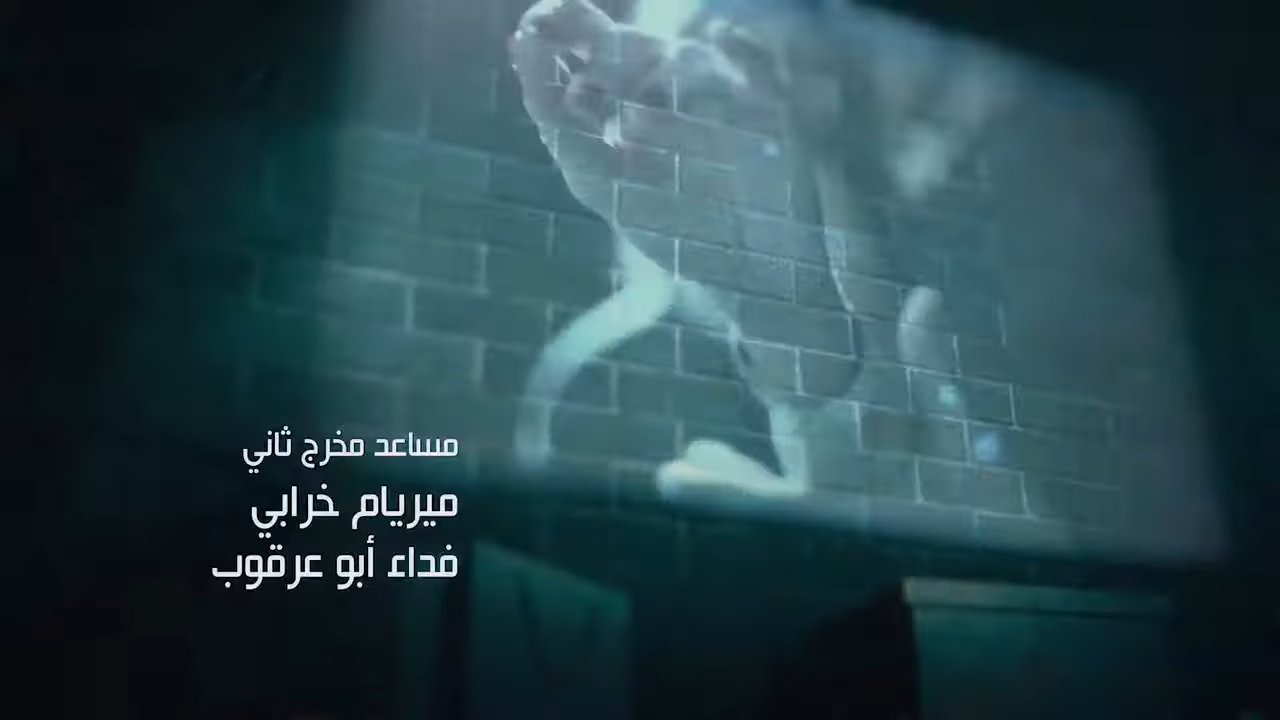 مساعد مخرج ثاني
ميريام خرابي
فداء أبو عرقوب